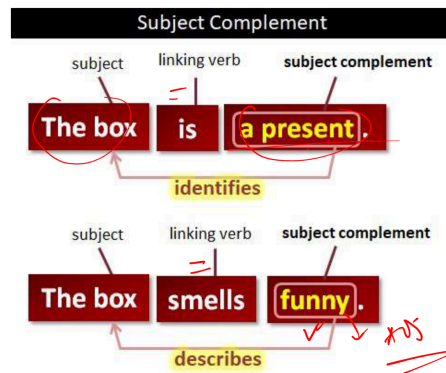 Subject Complement
subject linking verb subject complement
The box is a present.
identifies
subject linking verb subject complement
The box smells funny.
describes